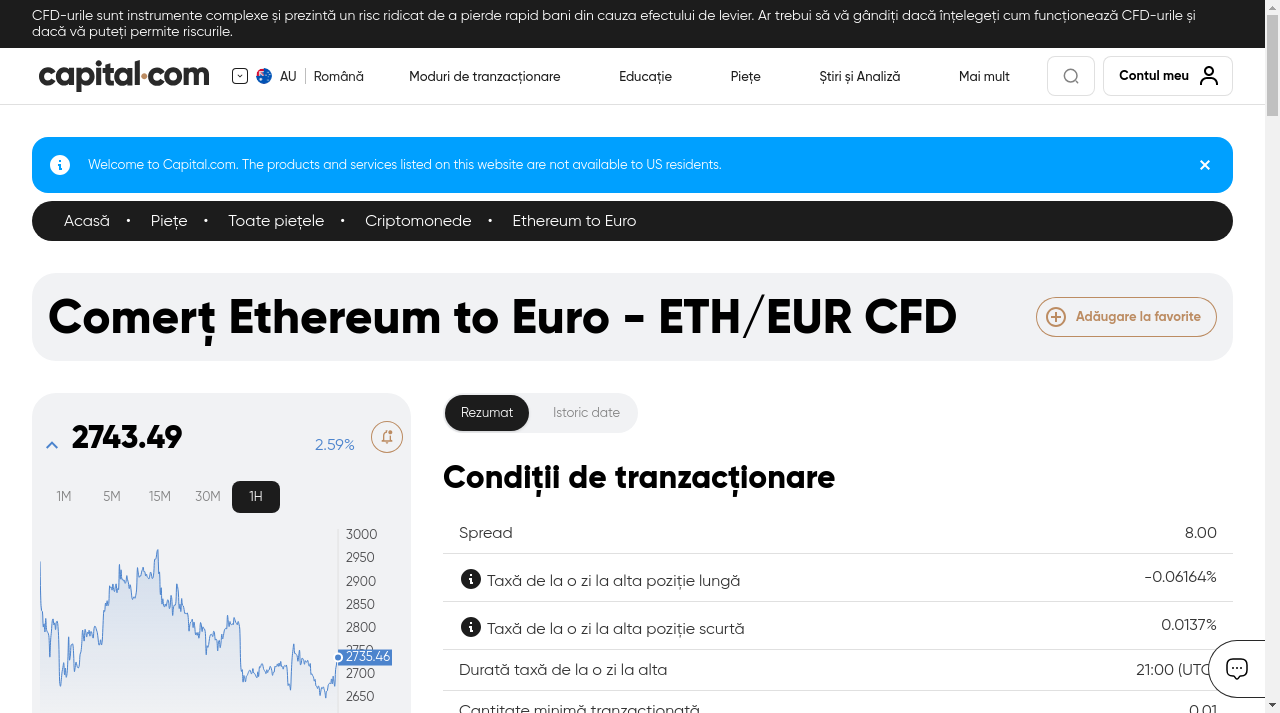 CFD-urile sunt instrumente complexe și prezintă un risc ridicat de a pierde rapid bani din cauza efectului de levier. Ar trebui să vă gândiți dacă înțelegeți cum funcționează CFD-urile și
dacă vă puteți permite riscurile.
capital.com AU Română Moduri de tranzacționare Educație Piețe Știri și Analiză Mai mult Contul meu
Welcome to Capital.com. The products and services listed on this website are not available to US residents.
Acasă • Piețe • Toate piețele • Criptomonede • Ethereum to Euro
Comerț Ethereum to Euro - ETH/EUR CFD
Adăugare la favorite
2743.49 2.59%
1M 5M 15M 30M 1H
3000
2950
2900
2850
2800
2750
2735.46
2700
2650
Rezumat Istoric date
Condiții de tranzacționare
Spread 8.00
Taxă de la o zi la alta poziție lungă -0.06164%
Taxă de la o zi la alta poziție scurtă 0.0137%
Durată taxă de la o zi la alta 21:00 (UTC)
Cantitate minimă tranzacționată 0.01